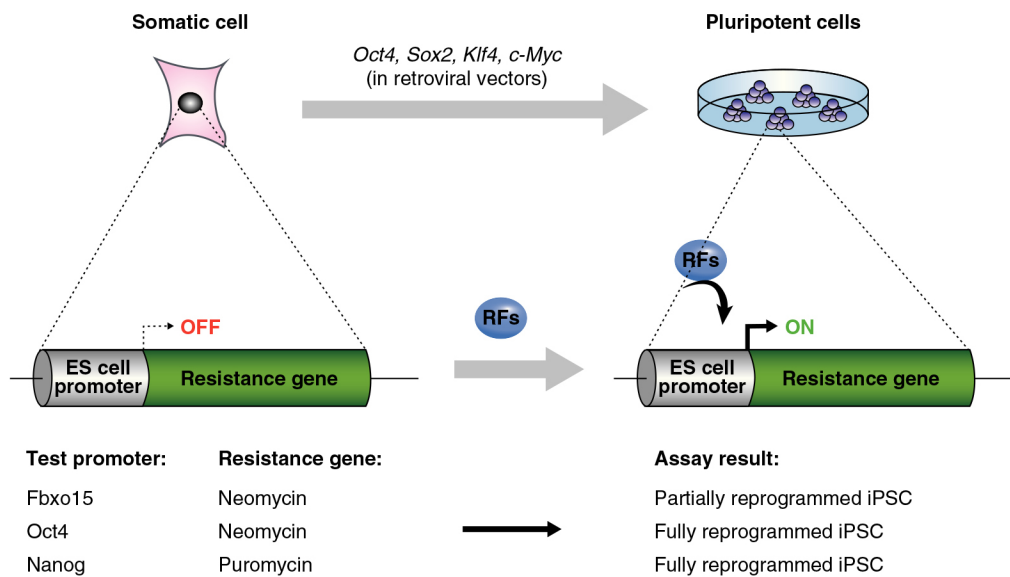 Somatic cell
Pluripotent cells
Oct4, Sox2, Klf4, c-Myc
(in retroviral vectors)
RFs
OFF
RFs
ON
ES cell
promoter
Resistance gene
ES cell
promoter
Resistance gene
Test promoter:
Resistance gene:
Assay result:
Fbxo15
Neomycin
Partially reprogrammed iPSC
Oct4
Neomycin
Fully reprogrammed iPSC
Nanog
Puromycin
Fully reprogrammed iPSC